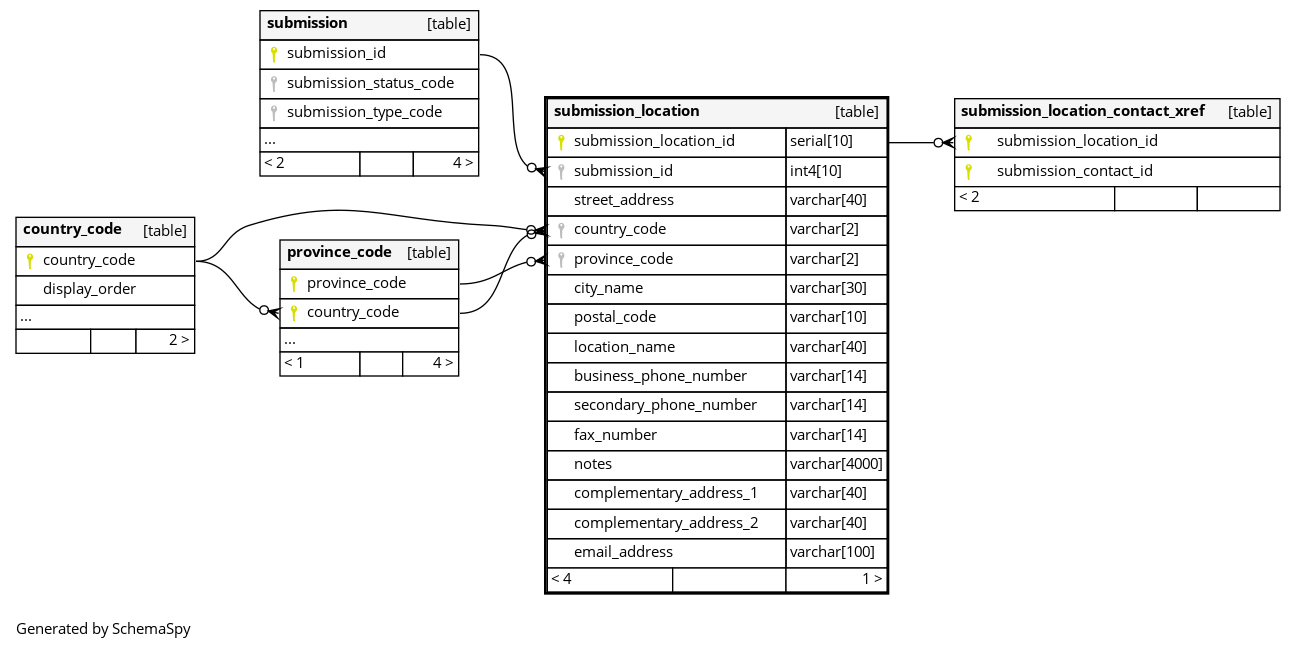 submission [table]
submission_id
submission_status_code
submission_type_code
...
< 2 4 >
country_code [table]
country_code
display_order
...
2 >
province_code [table]
province_code
country_code
...
< 1 4 >
submission_location [table]
submission_location_id serial[10]
submission_id int4[10]
street_address varchar[40]
country_code varchar[2]
province_code varchar[2]
city_name varchar[30]
postal_code varchar[10]
location_name varchar[40]
business_phone_number varchar[14]
secondary_phone_number varchar[14]
fax_number varchar[14]
notes varchar[4000]
complementary_address_1 varchar[40]
complementary_address_2 varchar[40]
email_address varchar[100]
< 4 1 >
submission_location_contact_xref [table]
submission_location_id
submission_contact_id
< 2
Generated by SchemaSpy